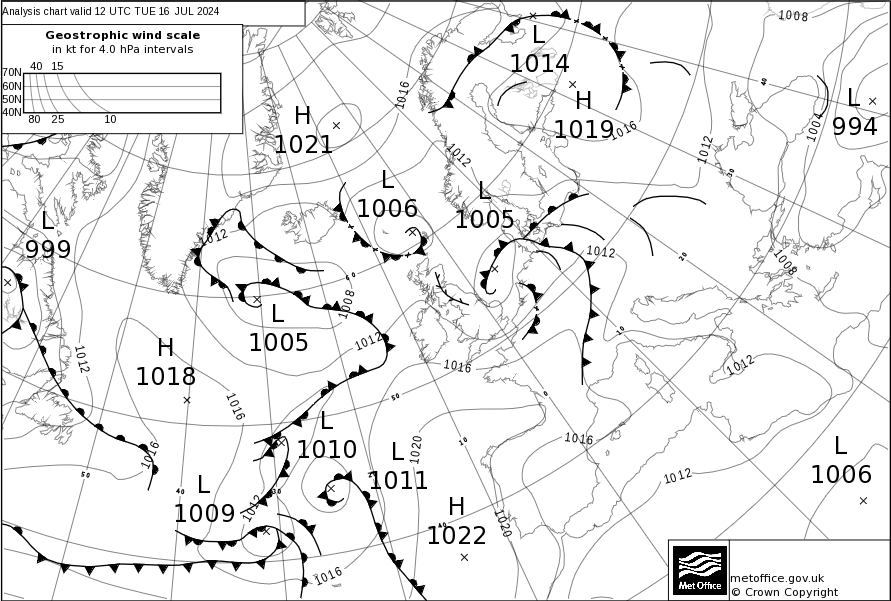 Analysis chart valid 12 UTC TUE 16 JUL 2024
Geostrophic wind scale
in kt for 4.0 hPa intervals
40 15
70N
60N
50N
40N
80 25 10
1008
L
1014
1016
H
1019
1016
L
994
1004
40
H
1021
1012
1012
30
L
1006
L
1005
L
999
1012
1012
1008
20
60
1008
L
1005
10
1012
H
1018
1012
1016
1012
0
50
1016
L
1010
1020
10
1016
1016
L
1011
L
1006
50
20
1012
40
30
L
1009
1012
H
1022
40
1020
1016
Met Office
metoffice.gov.uk
© Crown Copyright